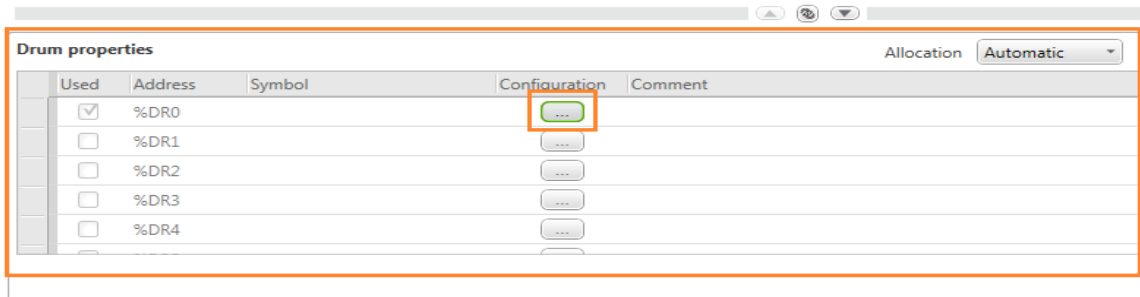 Drum properties
Allocation Automatic
Used Address Symbol Configuration Comment
%DR0 ...
%DR1 ...
%DR2 ...
%DR3 ...
%DR4 ...